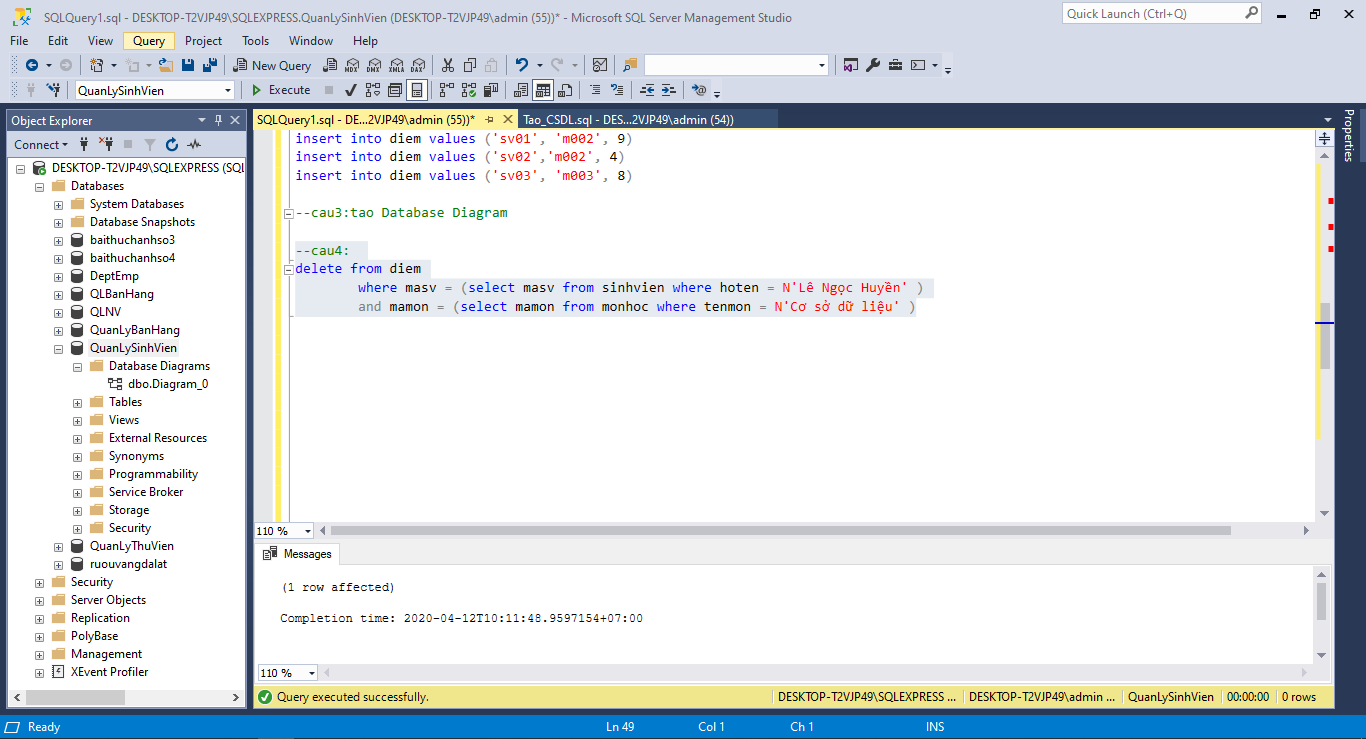 SQLQuery1.sql - DESKTOP-T2VJP49\SQLEXPRESS.QuanLySinhVien (DESKTOP-T2VJP49\admin (55))* - Microsoft SQL Server Management Studio
Quick Launch (Ctrl+Q)
File Edit View Query Project Tools Window Help
New Query MDX DMX XMLA DAX
QuanLySinhVien Execute
Object Explorer
Connect
DESKTOP-T2VJP49\SQLEXPRESS (SQL
Databases
System Databases
Database Snapshots
baithuchanhso3
baithuchanhso4
DeptEmp
QLBanHang
QLNV
QuanLyBanHang
QuanLySinhVien
Database Diagrams
dbo.Diagram_0
Tables
Views
External Resources
Synonyms
Programmability
Service Broker
Storage
Security
QuanLyThuVien
ruouvangdalat
Security
Server Objects
Replication
PolyBase
Management
XEvent Profiler
SQLQuery1.sql - DE...2VJP49\admin (55))* Tao_CSDL.sql - DES...2VJP49\admin (54))
insert into diem values ('sv01', 'm002', 9)
insert into diem values ('sv02','m002', 4)
insert into diem values ('sv03', 'm003', 8)
--cau3:tao Database Diagram
--cau4:
delete from diem
where masv = (select masv from sinhvien where hoten = N'Lê Ngọc Huyền' )
and mamon = (select mamon from monhoc where tenmon = N'Cơ sở dữ liệu' )
110 %
Messages
(1 row affected)
Completion time: 2020-04-12T10:11:48.9597154+07:00
110 %
Query executed successfully. DESKTOP-T2VJP49\SQLEXPRESS ... DESKTOP-T2VJP49\admin ... QuanLySinhVien 00:00:00 0 rows
Properties
Ready Ln 49 Col 1 Ch 1 INS